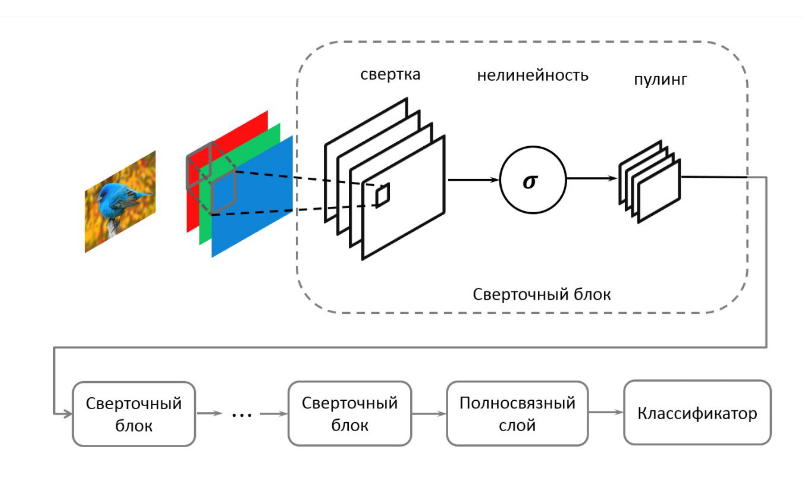 свертка
нелинейность
пулинг
σ
Сверточный блок
Сверточный
блок
...
Сверточный
блок
Полносвязный
слой
Классификатор